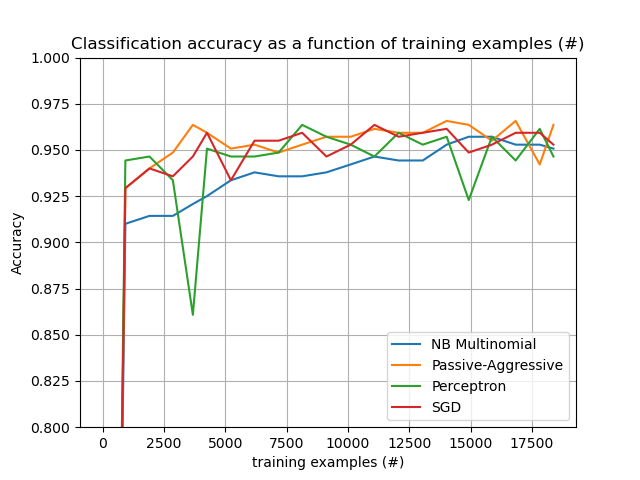 Classification accuracy as a function of training examples (#)
1.000
0.975
0.950
0.925
0.900
0.875
0.850
0.825
0.800
Accuracy
NB Multinomial
Passive-Aggressive
Perceptron
SGD
0 2500 5000 7500 10000 12500 15000 17500
training examples (#)